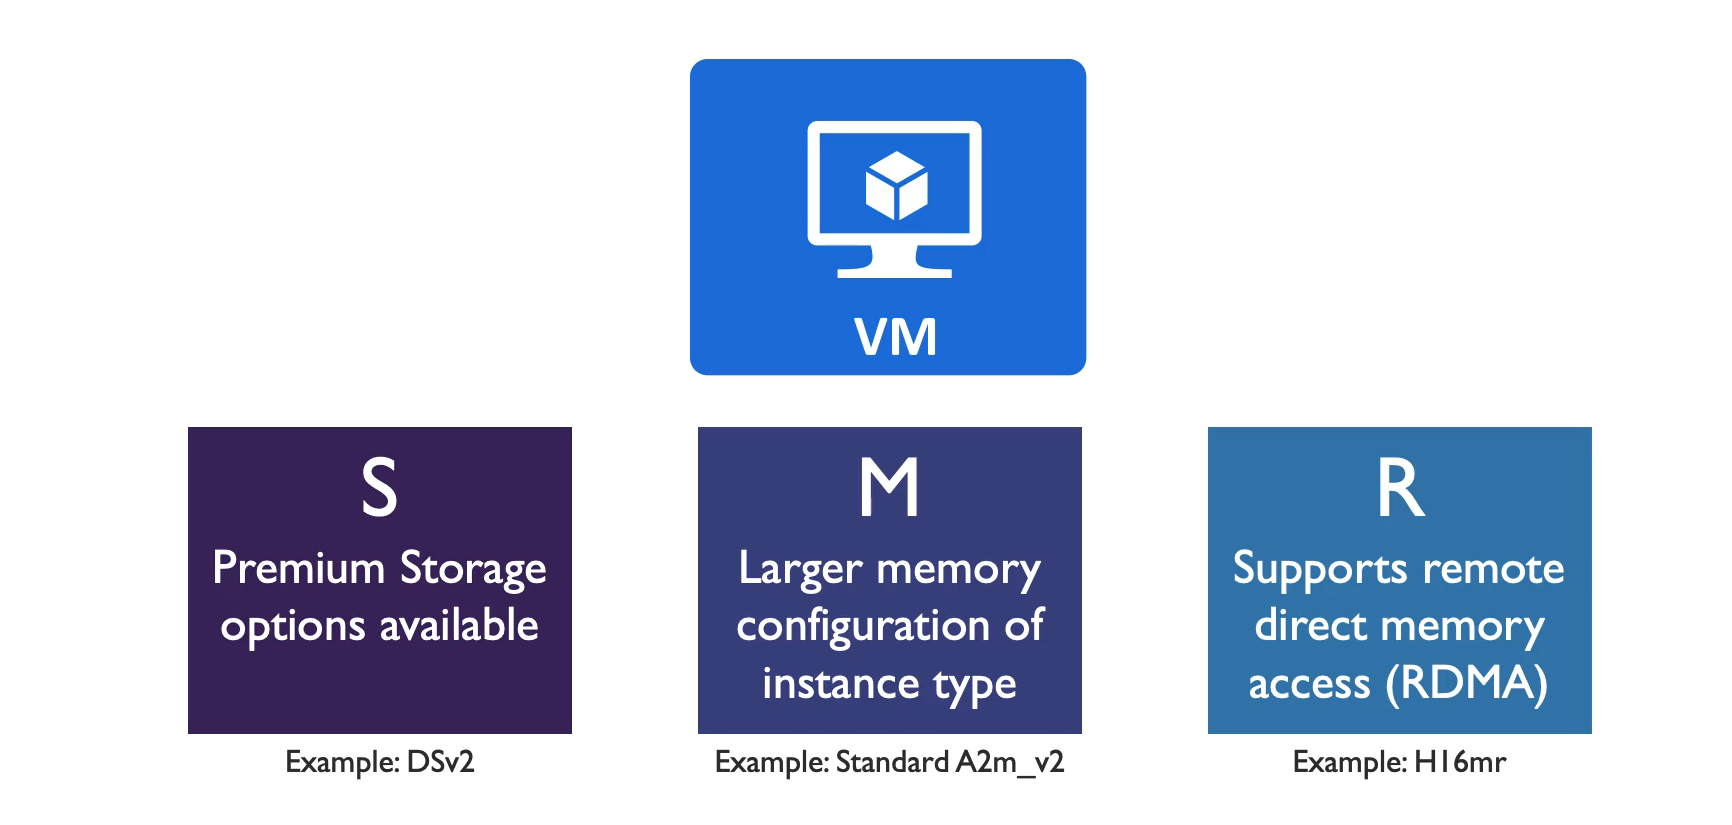 VM
S
Premium Storage
options available
Example: DSv2
M
Larger memory
configuration of
instance type
Example: Standard A2m_v2
R
Supports remote
direct memory
access (RDMA)
Example: H16mr